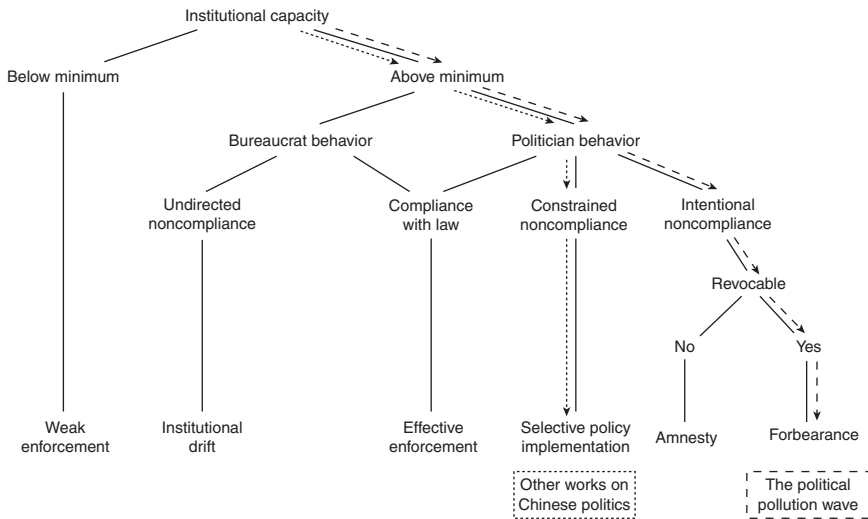 Institutional capacity
Below minimum
Above minimum
Bureaucrat behavior
Politician behavior
Undirected
noncompliance
Compliance
with law
Constrained
noncompliance
Intentional
noncompliance
Revocable
No
Yes
Weak
enforcement
Institutional
drift
Effective
enforcement
Selective policy
implementation
Amnesty
Forbearance
Other works on
Chinese politics
The political
pollution wave